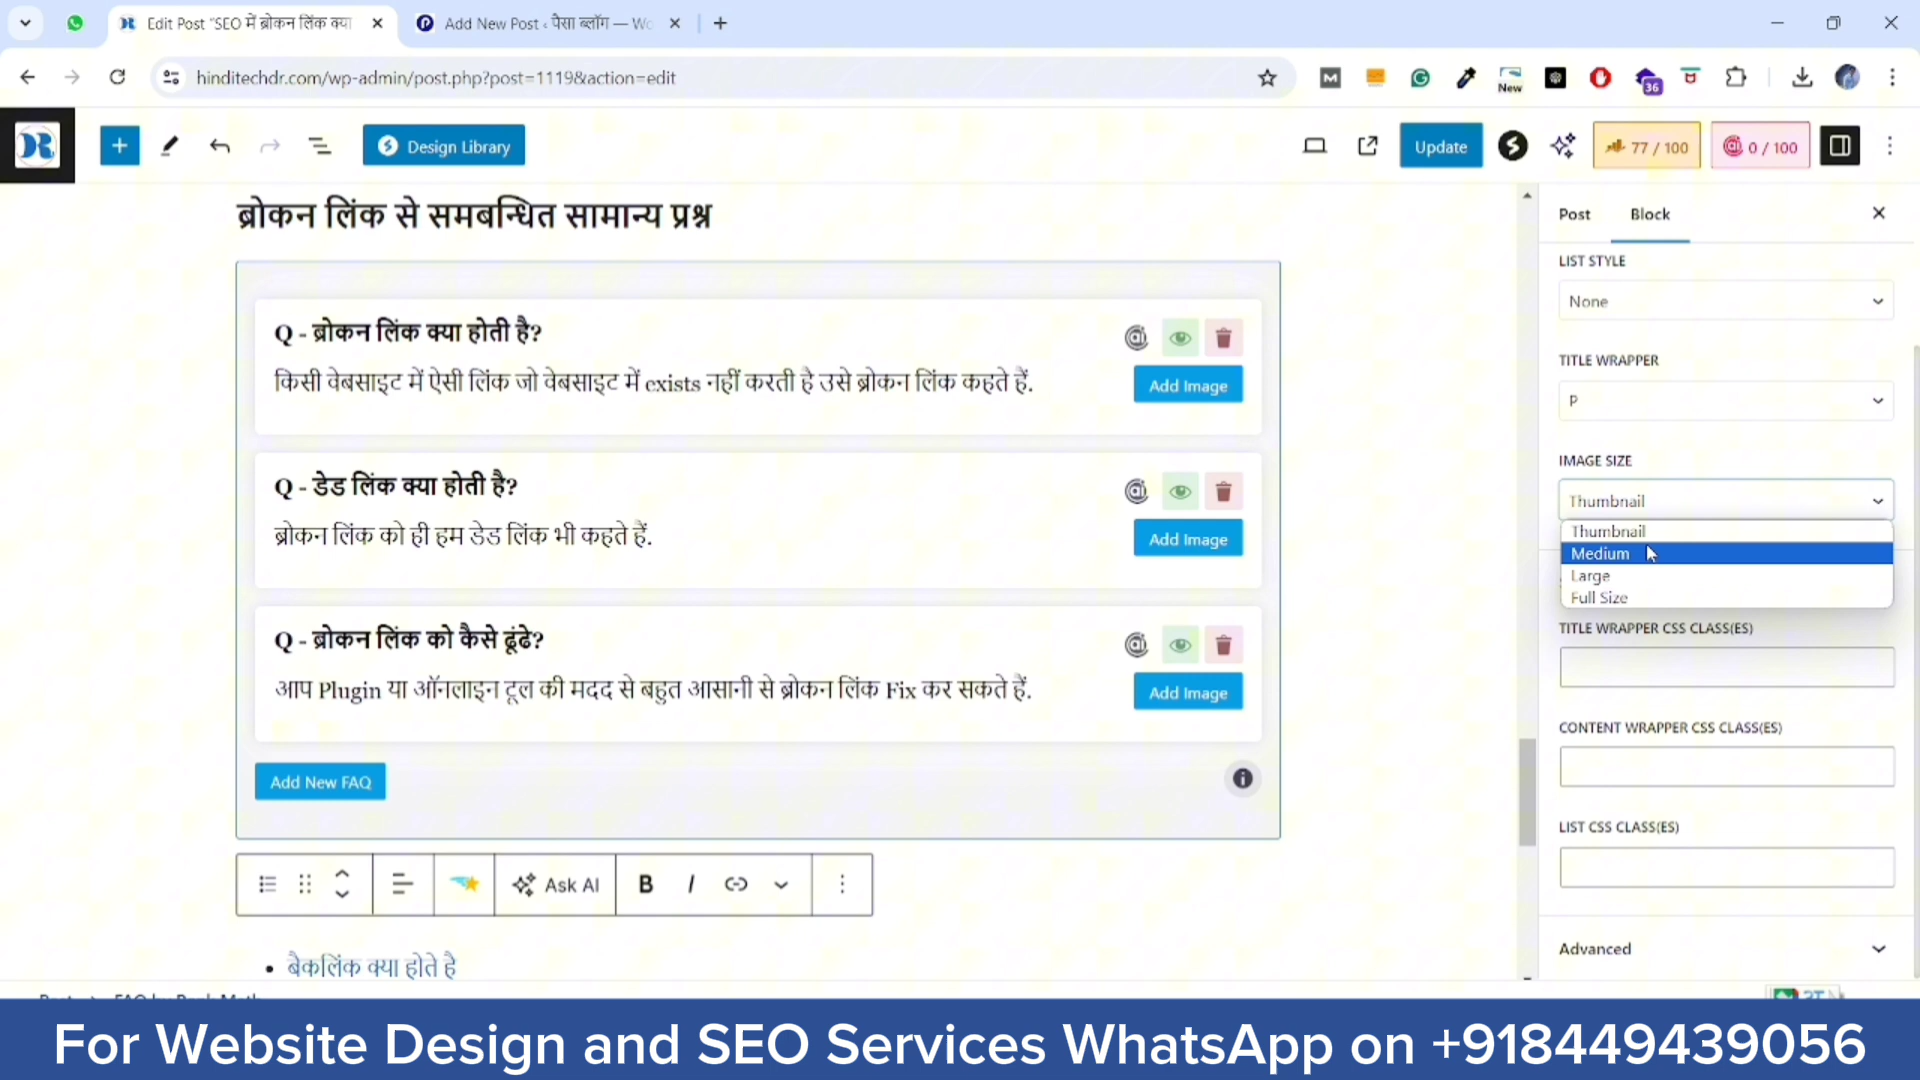 Edit Post "SEO में ब्रोकन लिंक क्या
Add New Post ‹ पैसा ब्लॉग — Wo
hinditechdr.com/wp-admin/post.php?post=1119&action=edit
New
36
Design Library
Update
77 / 100
0 / 100
ब्रोकन लिंक से समबन्धित सामान्य प्रश्न
Q - ब्रोकन लिंक क्या होती है?
किसी वेबसाइट में ऐसी लिंक जो वेबसाइट में exists नहीं करती है उसे ब्रोकन लिंक कहते हैं.
Add Image
Q - डेड लिंक क्या होती है?
ब्रोकन लिंक को ही हम डेड लिंक भी कहते हैं.
Add Image
Q - ब्रोकन लिंक को कैसे ढूंढे?
आप Plugin या ऑनलाइन टूल की मदद से बहुत आसानी से ब्रोकन लिंक Fix कर सकते हैं.
Add Image
Add New FAQ
Ask AI
B I
• बैकलिंक क्या होते है
Post
Block
LIST STYLE
None
TITLE WRAPPER
P
IMAGE SIZE
Thumbnail
Thumbnail
Medium
Large
Full Size
TITLE WRAPPER CSS CLASS(ES)
CONTENT WRAPPER CSS CLASS(ES)
LIST CSS CLASS(ES)
Advanced
For Website Design and SEO Services WhatsApp on +918449439056